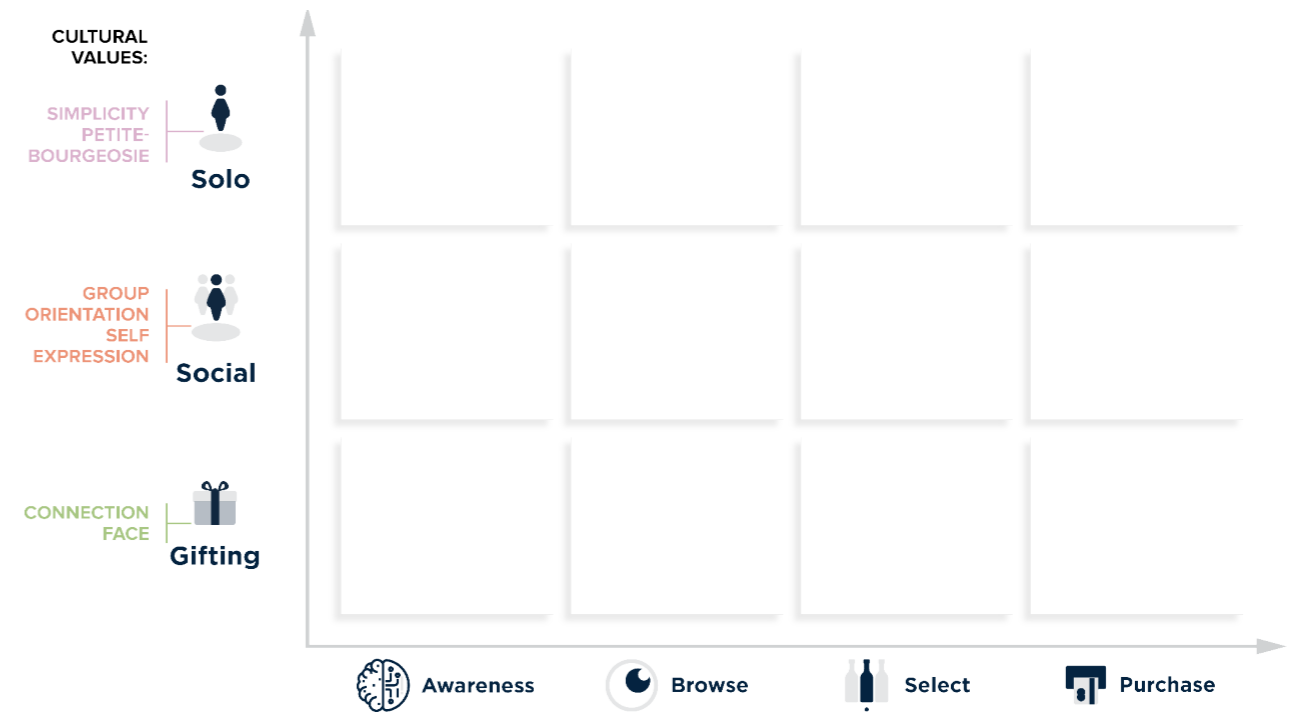 CULTURAL
VALUES:
SIMPLICITY
PETITE-
BOURGEOSIE
Solo
GROUP
ORIENTATION
SELF
EXPRESSION
Social
CONNECTION
FACE
Gifting
Awareness
Browse
Select
Purchase